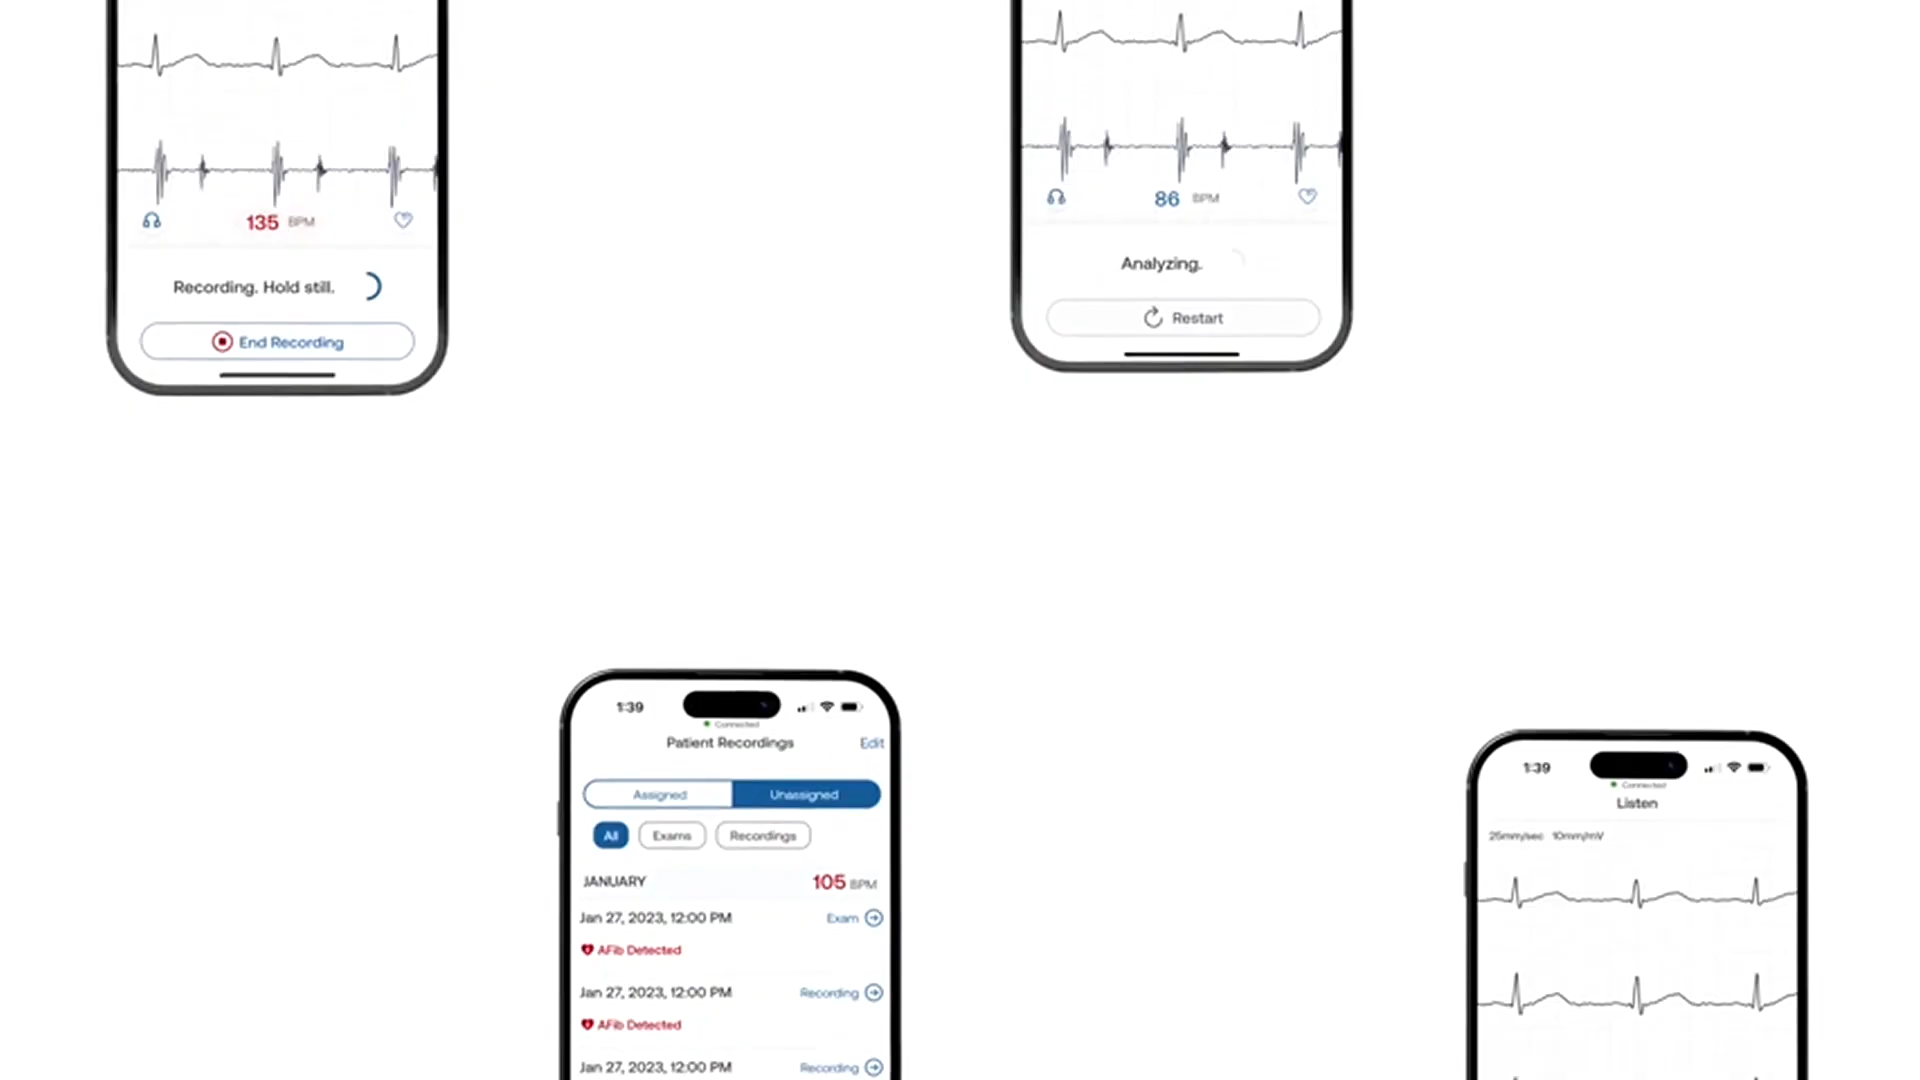 135 BPM
Recording. Hold still.
End Recording
86 BPM
Analyzing.
Restart
1:39
Connected
Patient Recordings
Edit
Assigned
Unassigned
All
Exams
Recordings
JANUARY
105 BPM
Jan 27, 2023, 12:00 PM
Exam
AFib Detected
Jan 27, 2023, 12:00 PM
Recording
AFib Detected
Jan 27, 2023, 12:00 PM
Recording
1:39
Connected
Listen
25mm/sec 10mm/mV